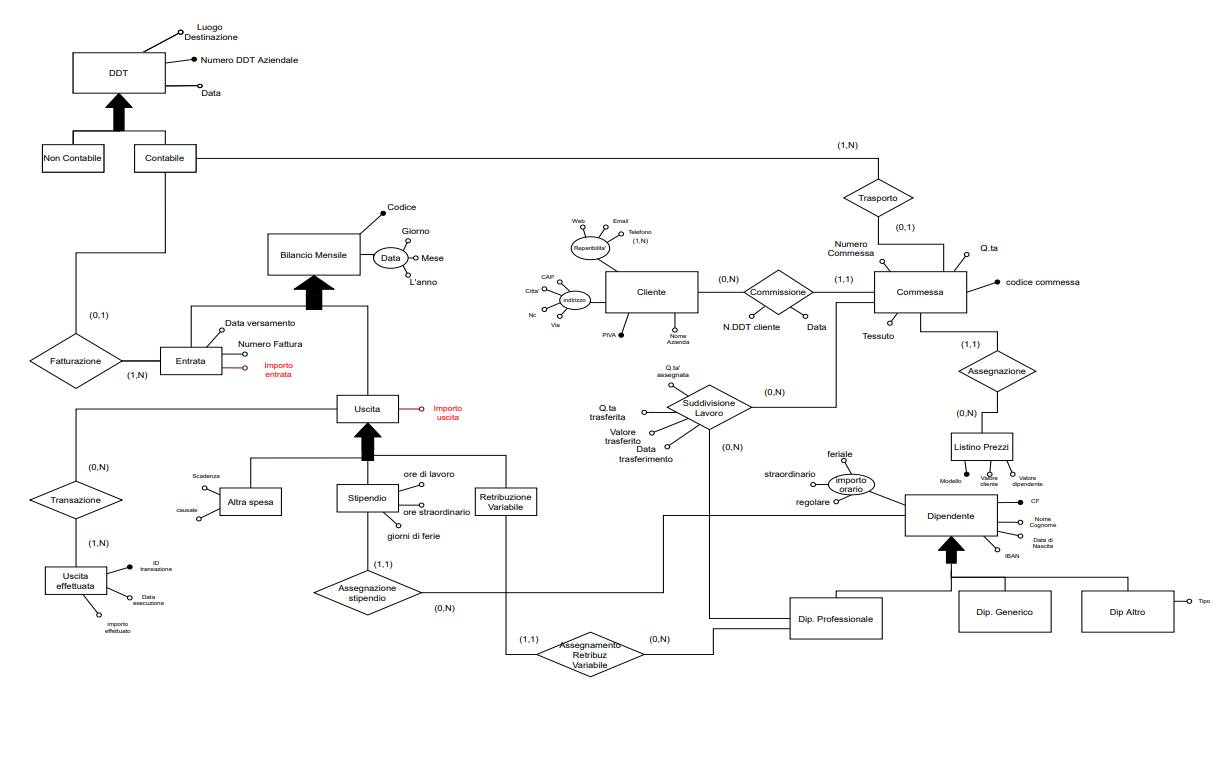 Luogo
Destinazione
DDT
Numero DDT Aziendale
Data
Non Contabile
Contabile
(1,N)
Trasporto
(0,1)
Codice
Bilancio Mensile
Data
Giorno
Mese
L'anno
Web
Email
Telefono
(1,N)
Reperibilita'
CAP
Citta'
Nc
Via
Indirizzo
Cliente
PIVA
Nome
Azienda
(0,N)
Commissione
(1,1)
N.DDT cliente
Data
Numero
Commessa
Q.ta
Commessa
codice commessa
Tessuto
(1,1)
Assegnazione
(0,N)
Listino Prezzi
Modello
Valore
cliente
Valore
dipendente
(0,1)
Fatturazione
(1,N)
Data versamento
Numero Fattura
Entrata
Importo
entrata
Uscita
Importo
uscita
Q.ta'
assegnata
Q.ta
trasferita
Valore
trasferito
Data
trasferimento
Suddivisione
Lavoro
(0,N)
(0,N)
(0,N)
Transazione
(1,N)
Uscita
effettuata
ID
transazione
Data
esecuzione
importo
effettuato
Scadenza
causale
Altra spesa
Stipendio
ore di lavoro
ore straordinario
giorni di ferie
Retribuzione
Variabile
(1,1)
Assegnazione
stipendio
(0,N)
feriale
straordinario
regolare
importo
orario
Dipendente
CF
Nome
Cognome
Data di
Nascita
IBAN
Dip. Professionale
Dip. Generico
Dip Altro
Tipo
(1,1)
Assegnamento
Retribuz
Variabile
(0,N)